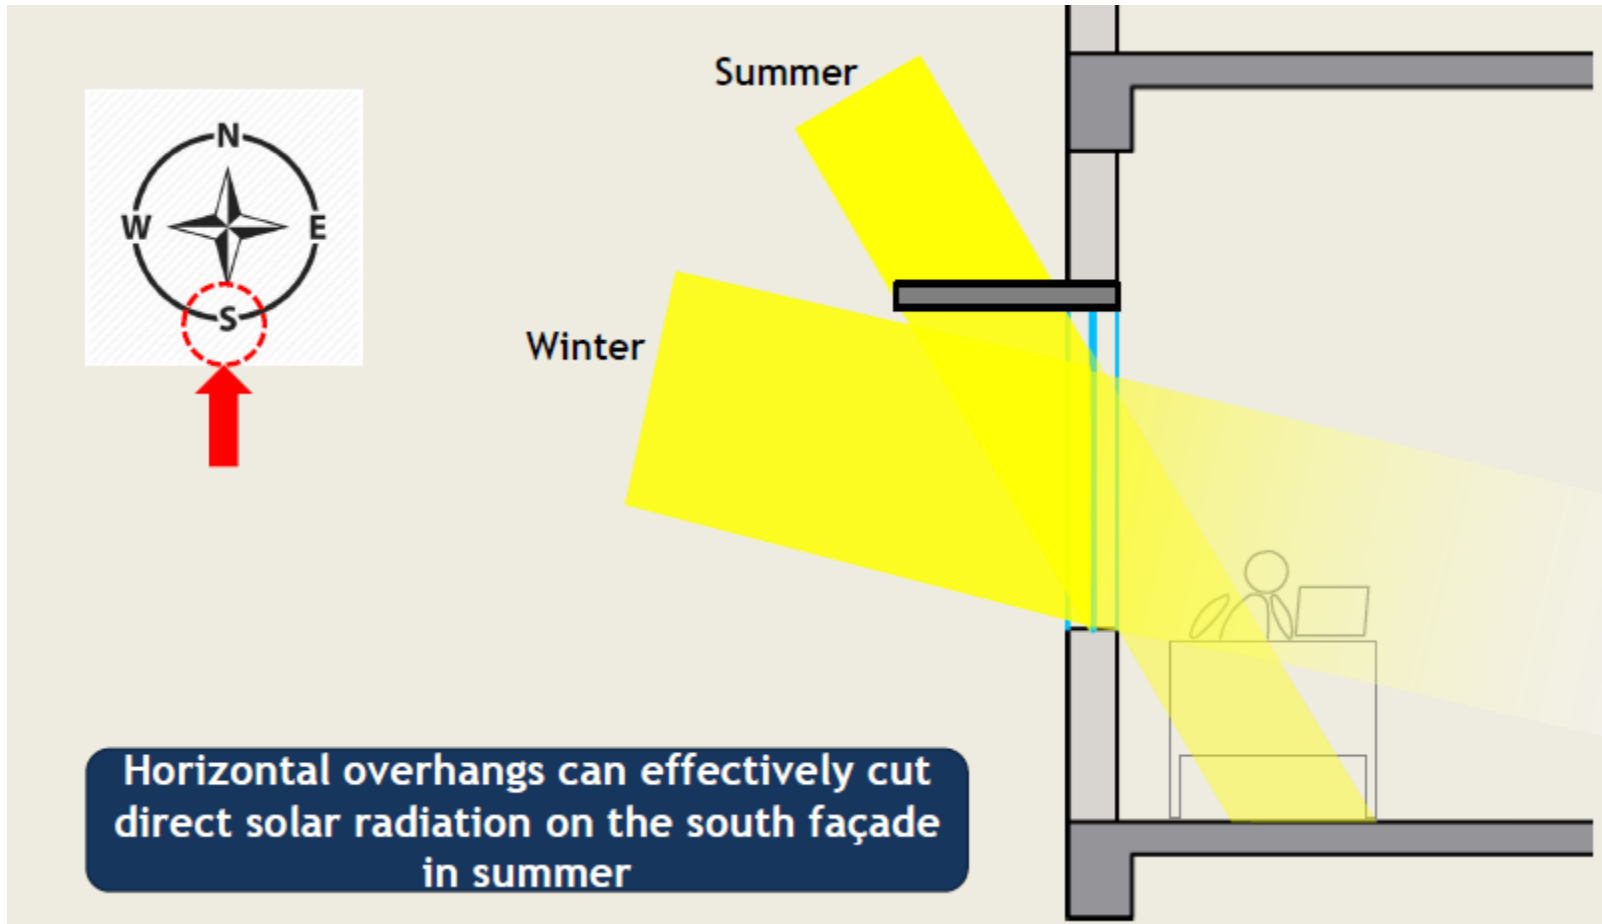 Summer
N
W
E
S
Winter
Horizontal overhangs can effectively cut
direct solar radiation on the south façade
in summer